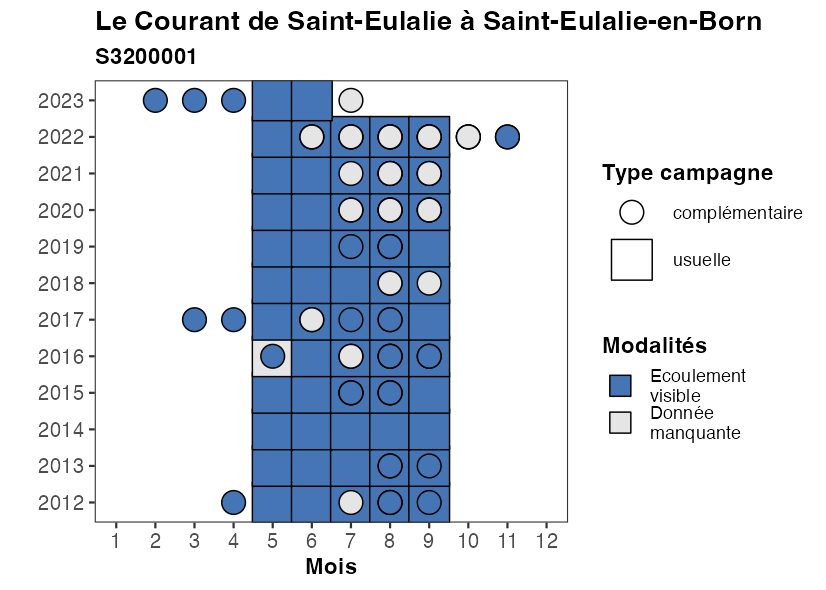 Le Courant de Saint-Eulalie à Saint-Eulalie-en-Born
S3200001
2023
2022
2021
2020
2019
2018
2017
2016
2015
2014
2013
2012
1 2 3 4 5 6 7 8 9 10 11 12
Mois
Type campagne
complémentaire
usuelle
Modalités
Ecoulement
visible
Donnée
manquante